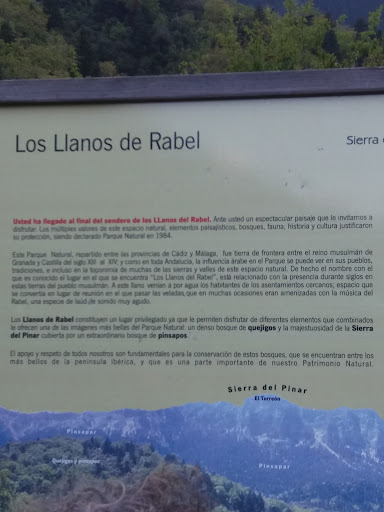 Los Llanos de Rabel
Sierra
Usted ha llegado al final del sendero de los LLanos del Rabel. Ante usted un espectacular paisaje que le invitamos a
disfrutar. Los múltiples valores de este espacio natural, elementos paisajísticos, bosques, fauna, historia y cultura justificaron
su protección, siendo declarado Parque Natural en 1984.
Este Parque Natural, repartido entre las provincias de Cádiz y Málaga, fue tierra de frontera entre el reino musulmán de
Granada y Castilla del siglo XIII al XV, y como en toda Andalucía, la influencia árabe en el Parque se puede ver en sus pueblos,
tradiciones, e incluso en la toponimia de muchas de las sierras y valles de este espacio natural. De hecho el nombre con el
que es conocido el lugar en el que se encuentra "Los Llanos del Rabel", está relacionado con la presencia durante siglos en
estas tierras del pueblo musulmán. A este llano venían a por agua los habitantes de los asentamientos cercanos; espacio que
se convertía en lugar de reunión en el que pasar las veladas, que en muchas ocasiones eran amenizadas con la música del
Rabel, una especie de laúd de sonido muy agudo.
Los Llanos de Rabel constituyen un lugar privilegiado ya que le permiten disfrutar de diferentes elementos que combinados
le ofrecen una de las imágenes más bellas del Parque Natural: un denso bosque de quejigos y la majestuosidad de la Sierra
del Pinar cubierta por un extraordinario bosque de pinsapos.
El apoyo y respeto de todos nosotros son fundamentales para la conservación de estos bosques, que se encuentran entre los
más bellos de la península ibérica, y que es una parte importante de nuestro Patrimonio Natural.
Sierra del Pinar
El Torreón
Pinsapar
Quejigos y pinsapos
Pinsapar